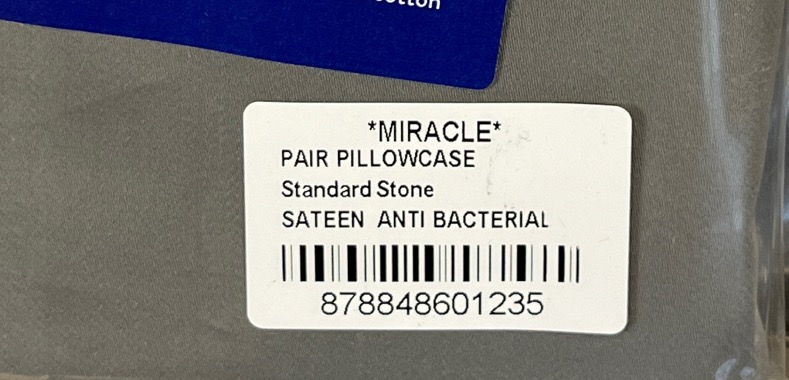 *MIRACLE*
PAIR PILLOWCASE
Standard Stone
SATEEN ANTI BACTERIAL
878848601235